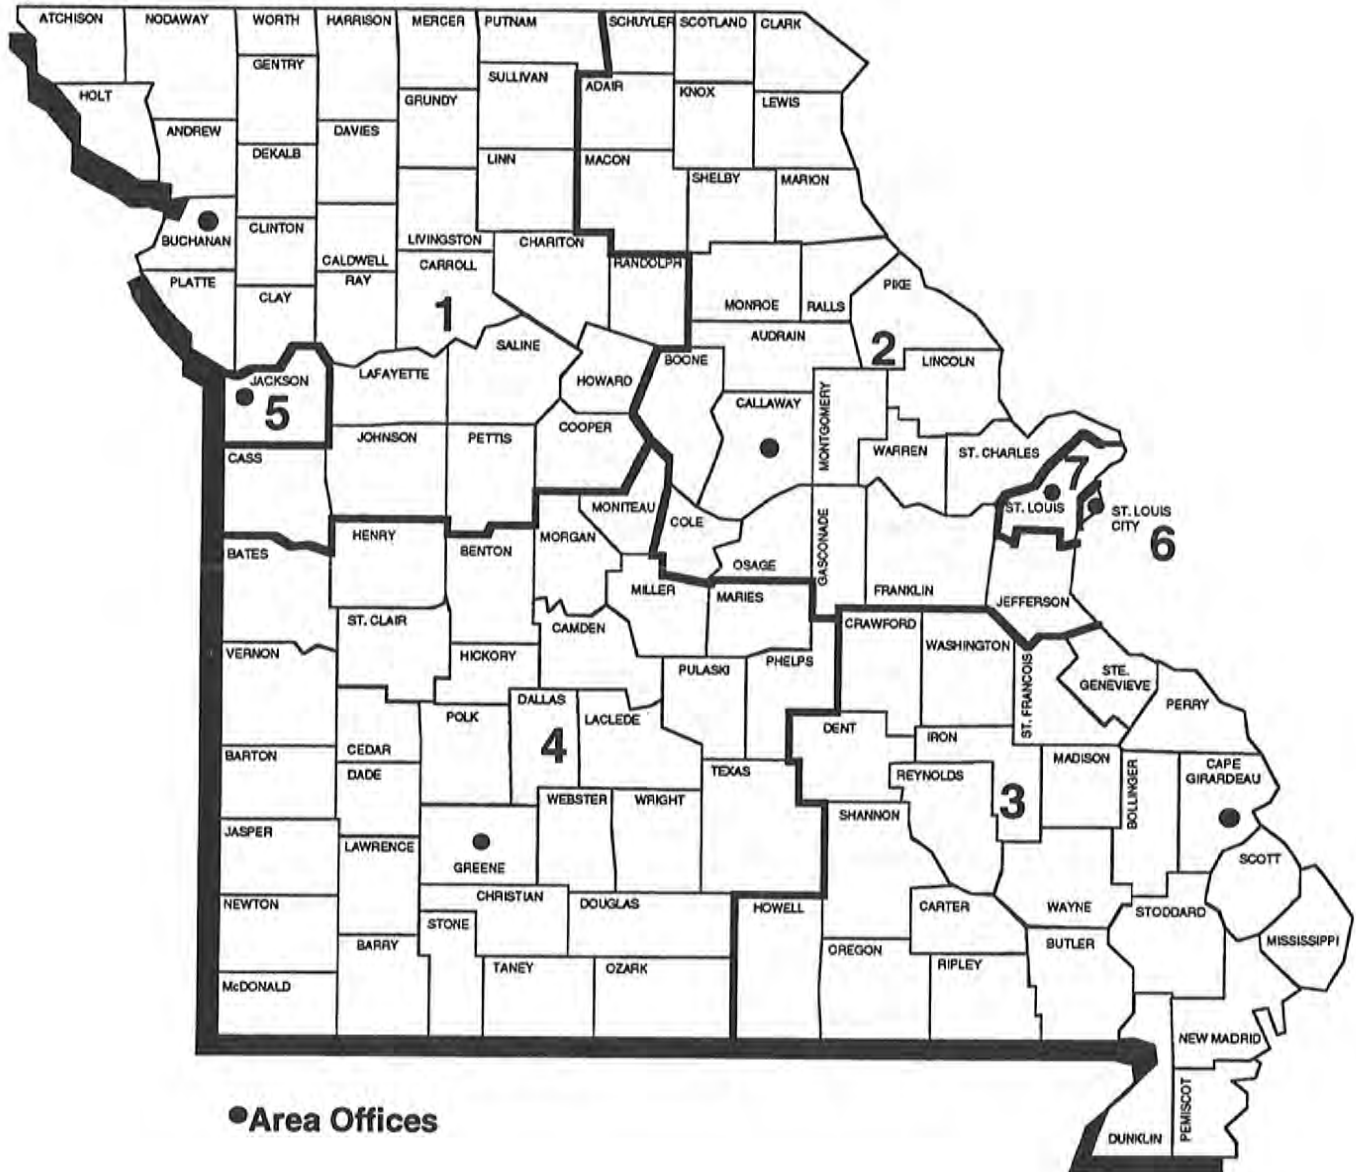 ATCHISON
NODAWAY
WORTH
HARRISON
MERCER
PUTNAM
SCHUYLER
SCOTLAND
CLARK
GENTRY
SULLIVAN
ADAIR
KNOX
LEWIS
HOLT
GRUNDY
ANDREW
DAVIES
DEKALB
LINN
MACON
SHELBY
MARION
BUCHANAN
CLINTON
LIVINGSTON
CHARITON
CALDWELL
CARROLL
RANDOLPH
PLATTE
RAY
CLAY
1
MONROE
RALLS
PIKE
AUDRAIN
2
SALINE
LINCOLN
BOONE
JACKSON
5
LAFAYETTE
HOWARD
CALLAWAY
MONTGOMERY
COOPER
JOHNSON
PETTIS
WARREN
ST. CHARLES
CASS
7
MONITEAU
ST. LOUIS
ST. LOUIS
CITY
6
COLE
HENRY
MORGAN
BATES
BENTON
OSAGE
GASCONADE
MILLER
MARIES
FRANKLIN
JEFFERSON
ST. CLAIR
CAMDEN
CRAWFORD
WASHINGTON
VERNON
HICKORY
PULASKI
PHELPS
ST. FRANCOIS
STE.
GENEVIEVE
DALLAS
PERRY
POLK
LACLEDE
DENT
IRON
4
CEDAR
BARTON
DADE
TEXAS
REYNOLDS
MADISON
BOLLINGER
CAPE
GIRARDEAU
WEBSTER
WRIGHT
3
SHANNON
JASPER
LAWRENCE
GREENE
SCOTT
CHRISTIAN
DOUGLAS
NEWTON
HOWELL
CARTER
WAYNE
STODDARD
STONE
BARRY
BUTLER
MISSISSIPPI
OREGON
TANEY
OZARK
RIPLEY
McDONALD
NEW MADRID
PEMISCOT
DUNKLIN
Area Offices